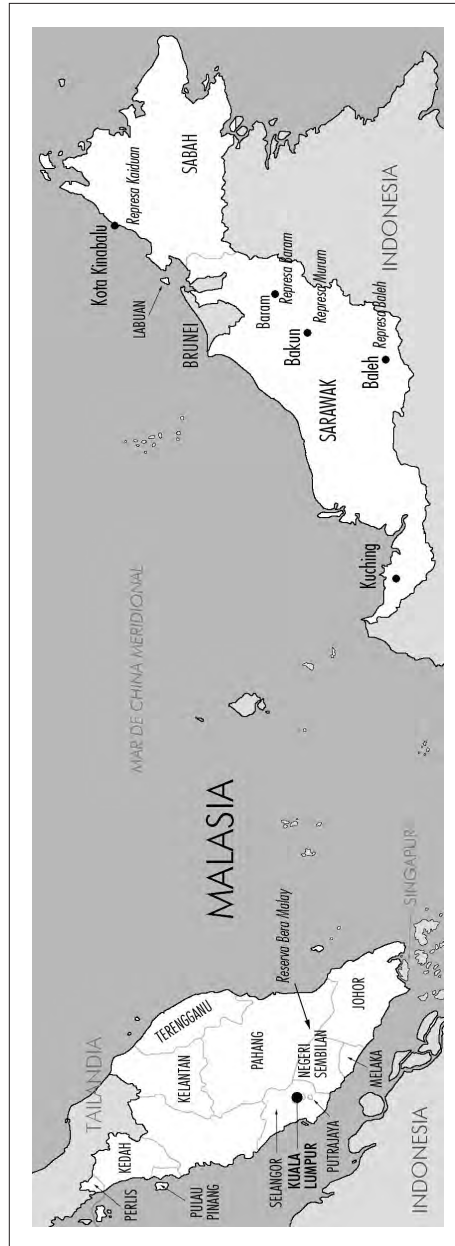 MALASIA
MAR DE CHINA MERIDIONAL
TAILANDIA
PERLIS
KEDAH
PULAU
PINANG
KELANTAN
TERENGGANU
PAHANG
SELANGOR
KUALA
LUMPUR
PUTRAJAYA
NEGERI
SEMBILAN
MELAKA
JOHOR
Reserva Bera Malay
SINGAPUR
INDONESIA
Kuching
SARAWAK
Baleh
Represa Baleh
Bakun
Represa Murum
Baram
Represa Baram
BRUNEI
LABUAN
Kota Kinabalu
Represa Kaiduan
SABAH
INDONESIA